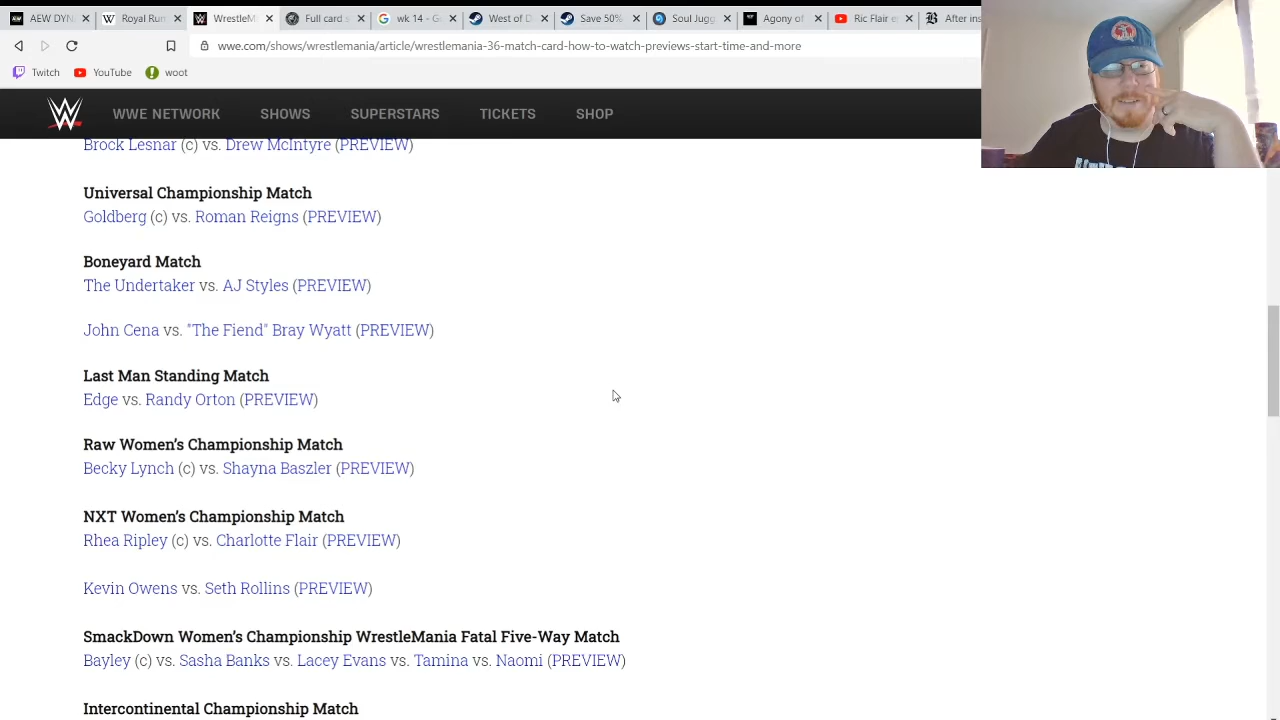 AEW DYN
Royal Rum
WrestleM
Full card s
wk 14 - G
West of D
Save 50%
Soul Jugg
Agony of
Ric Flair e
After ins
wwe.com/shows/wrestlemania/article/wrestlemania-36-match-card-how-to-watch-previews-start-time-and-more
Twitch YouTube woot
WWE NETWORK SHOWS SUPERSTARS TICKETS SHOP
Brock Lesnar (c) vs. Drew McIntyre (PREVIEW)
Universal Championship Match
Goldberg (c) vs. Roman Reigns (PREVIEW)
Boneyard Match
The Undertaker vs. AJ Styles (PREVIEW)
John Cena vs. "The Fiend" Bray Wyatt (PREVIEW)
Last Man Standing Match
Edge vs. Randy Orton (PREVIEW)
Raw Women’s Championship Match
Becky Lynch (c) vs. Shayna Baszler (PREVIEW)
NXT Women’s Championship Match
Rhea Ripley (c) vs. Charlotte Flair (PREVIEW)
Kevin Owens vs. Seth Rollins (PREVIEW)
SmackDown Women’s Championship WrestleMania Fatal Five-Way Match
Bayley (c) vs. Sasha Banks vs. Lacey Evans vs. Tamina vs. Naomi (PREVIEW)
Intercontinental Championship Match